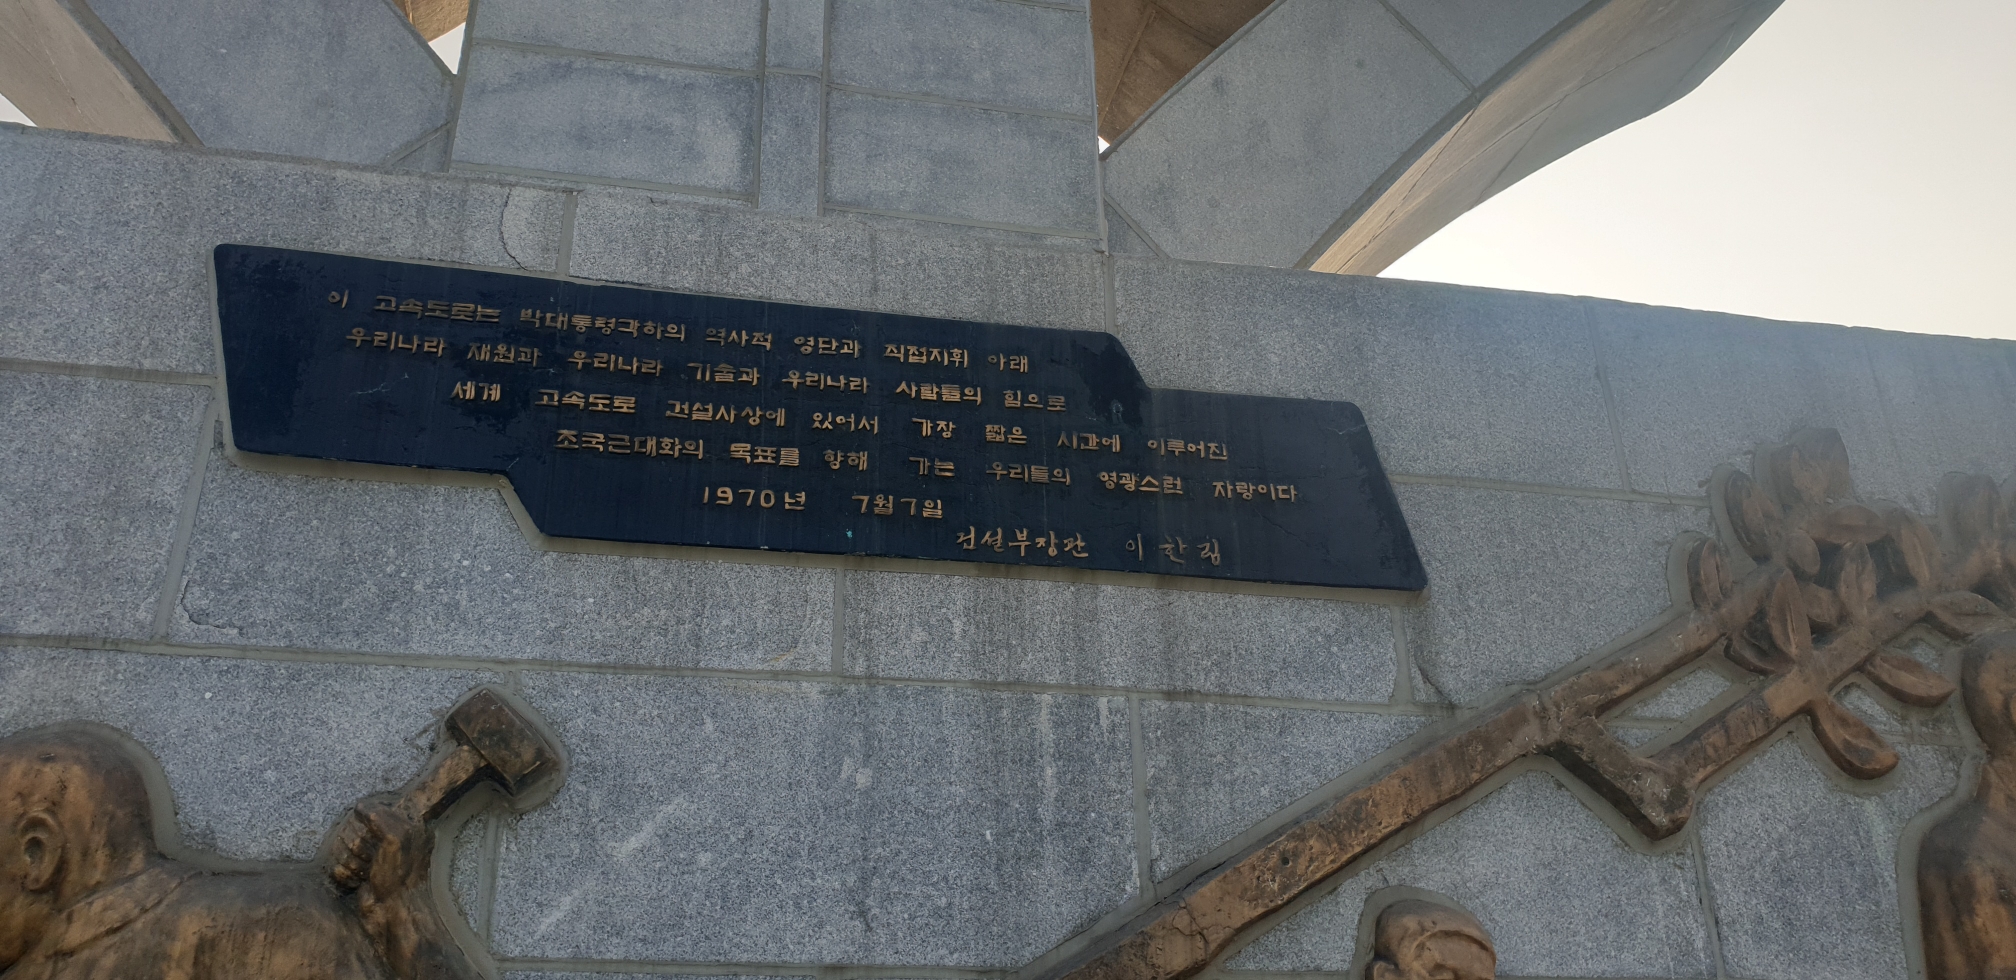 이 고속도로는 박대통령각하의 역사적 영단과 직접지휘 아래
우리나라 재원과 우리나라 기술과 우리나라 사람들의 힘으로
세계 고속도로 건설사상에 있어서 가장 짧은 시간에 이루어진
조국근대화의 목표를 향해 가는 우리들의 영광스런 자랑이다
1970년 7월7일
건설부장관 이한림